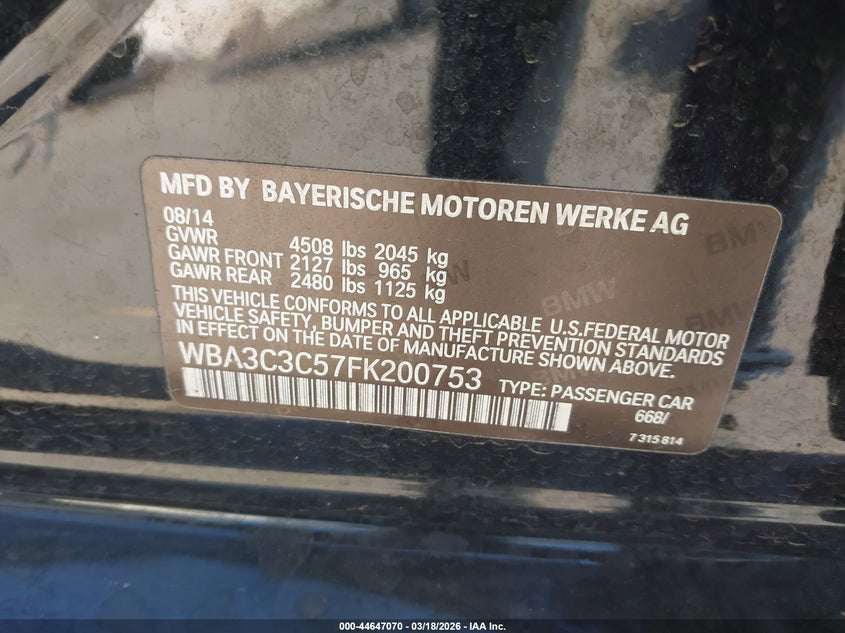 MFD BY BAYERISCHE MOTOREN WERKE AG
08/14
GVWR 4508 lbs 2045 kg
GAWR FRONT 2127 lbs 965 kg
GAWR REAR 2480 lbs 1125 kg
THIS VEHICLE CONFORMS TO ALL APPLICABLE U.S.FEDERAL MOTOR
VEHICLE SAFETY, BUMPER AND THEFT PREVENTION STANDARDS
IN EFFECT ON THE DATE OF MANUFACTURE SHOWN ABOVE.
WBA3C3C57FK200753 TYPE: PASSENGER CAR
668/
7 315 814
BMW
BMW
BMW
000-44647070 | 03/18/2026 - IAA Inc.